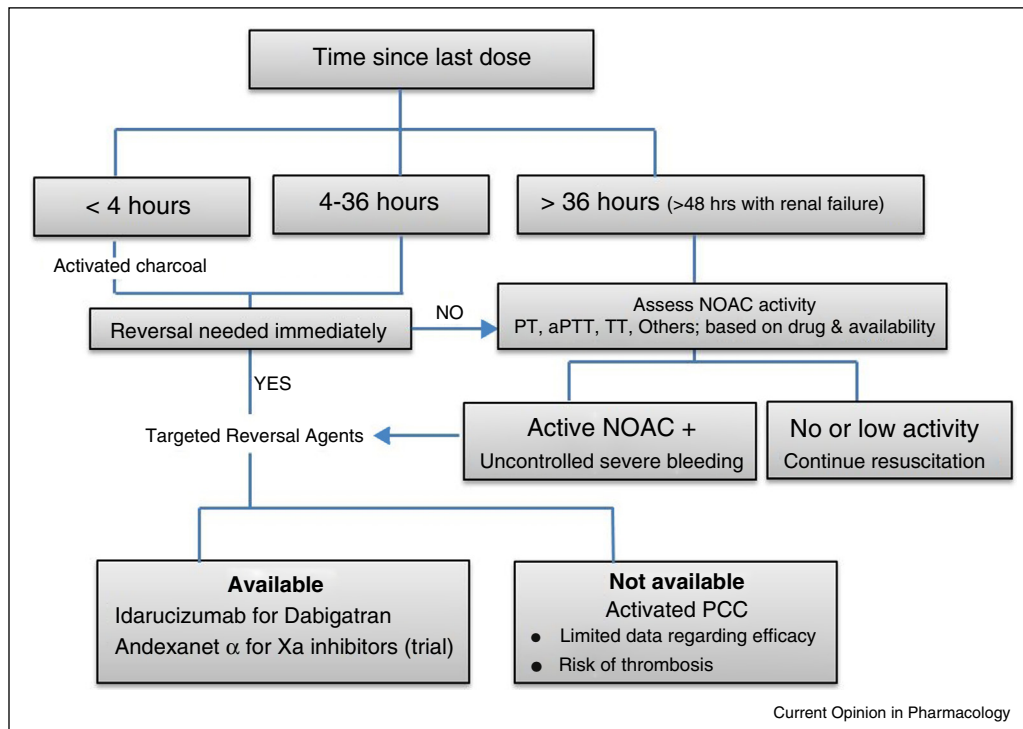 Time since last dose
< 4 hours
4-36 hours
> 36 hours (>48 hrs with renal failure)
Activated charcoal
Reversal needed immediately
NO
Assess NOAC activity
PT, aPTT, TT, Others; based on drug & availability
YES
Targeted Reversal Agents
Active NOAC +
Uncontrolled severe bleeding
No or low activity
Continue resuscitation
Available
Idarucizumab for Dabigatran
Andexanet α for Xa inhibitors (trial)
Not available
Activated PCC
● Limited data regarding efficacy
● Risk of thrombosis
Current Opinion in Pharmacology